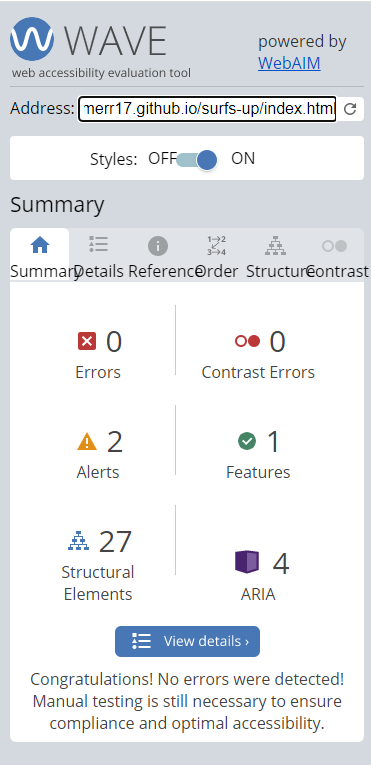 WAVE
web accessibility evaluation tool
powered by
WebAIM
Address: merr17.github.io/surfs-up/index.html
Styles: OFF ON
Summary
Summary Details Reference Order Structure Contrast
0 0
Errors Contrast Errors
2 1
Alerts Features
27 4
Structural
Elements ARIA
View details ›
Congratulations! No errors were detected!
Manual testing is still necessary to ensure
compliance and optimal accessibility.